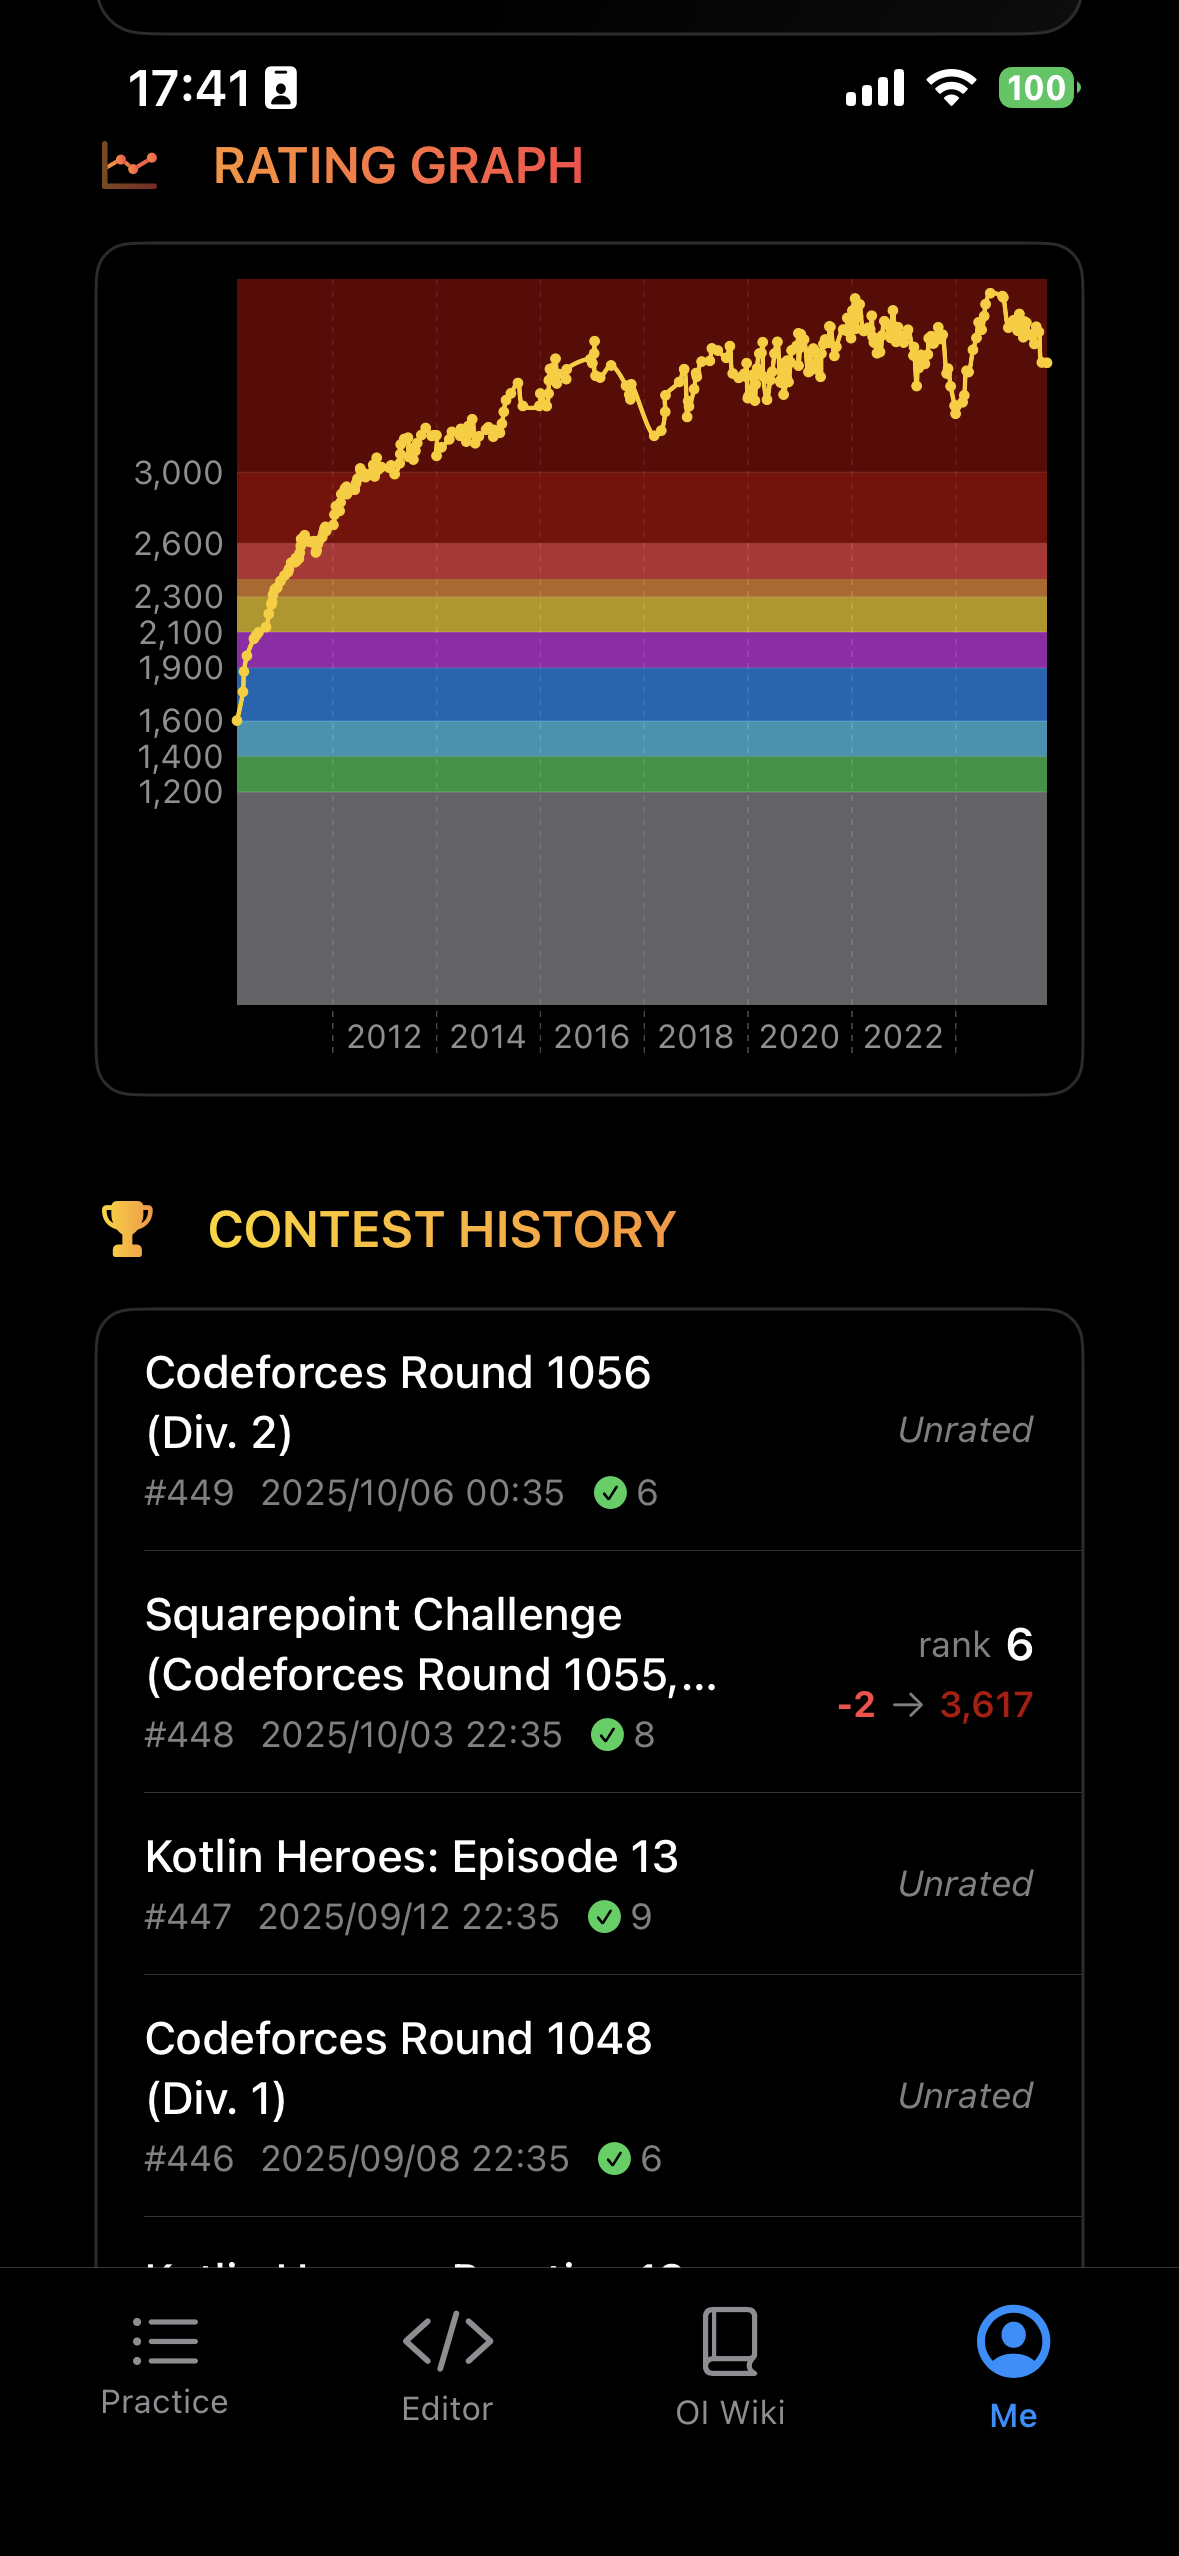 17:41
100
RATING GRAPH
3,000
2,600
2,300
2,100
1,900
1,600
1,400
1,200
2012 2014 2016 2018 2020 2022
CONTEST HISTORY
Codeforces Round 1056
(Div. 2)
Unrated
#449 2025/10/06 00:35 6
Squarepoint Challenge
(Codeforces Round 1055,...
rank 6
-2 → 3,617
#448 2025/10/03 22:35 8
Kotlin Heroes: Episode 13
Unrated
#447 2025/09/12 22:35 9
Codeforces Round 1048
(Div. 1)
Unrated
#446 2025/09/08 22:35 6
Practice
Editor
OI Wiki
Me